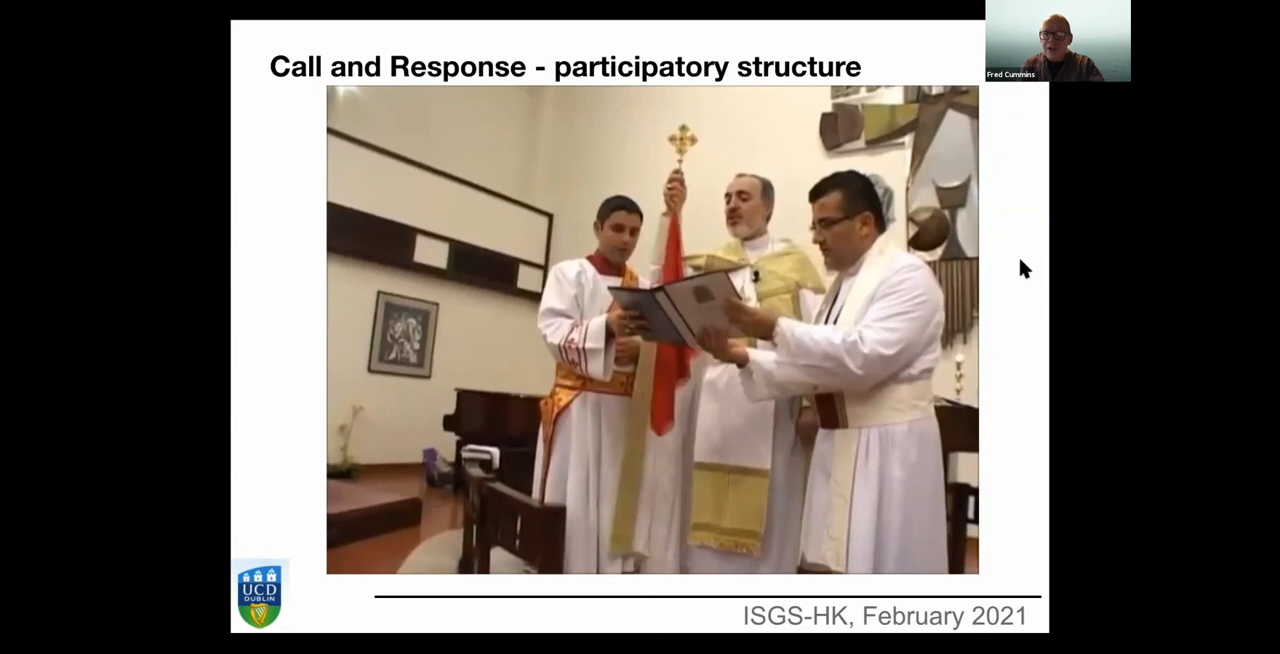 Call and Response - participatory structure
Fred Cummins
UCD
DUBLIN
ISGS-HK, February 2021